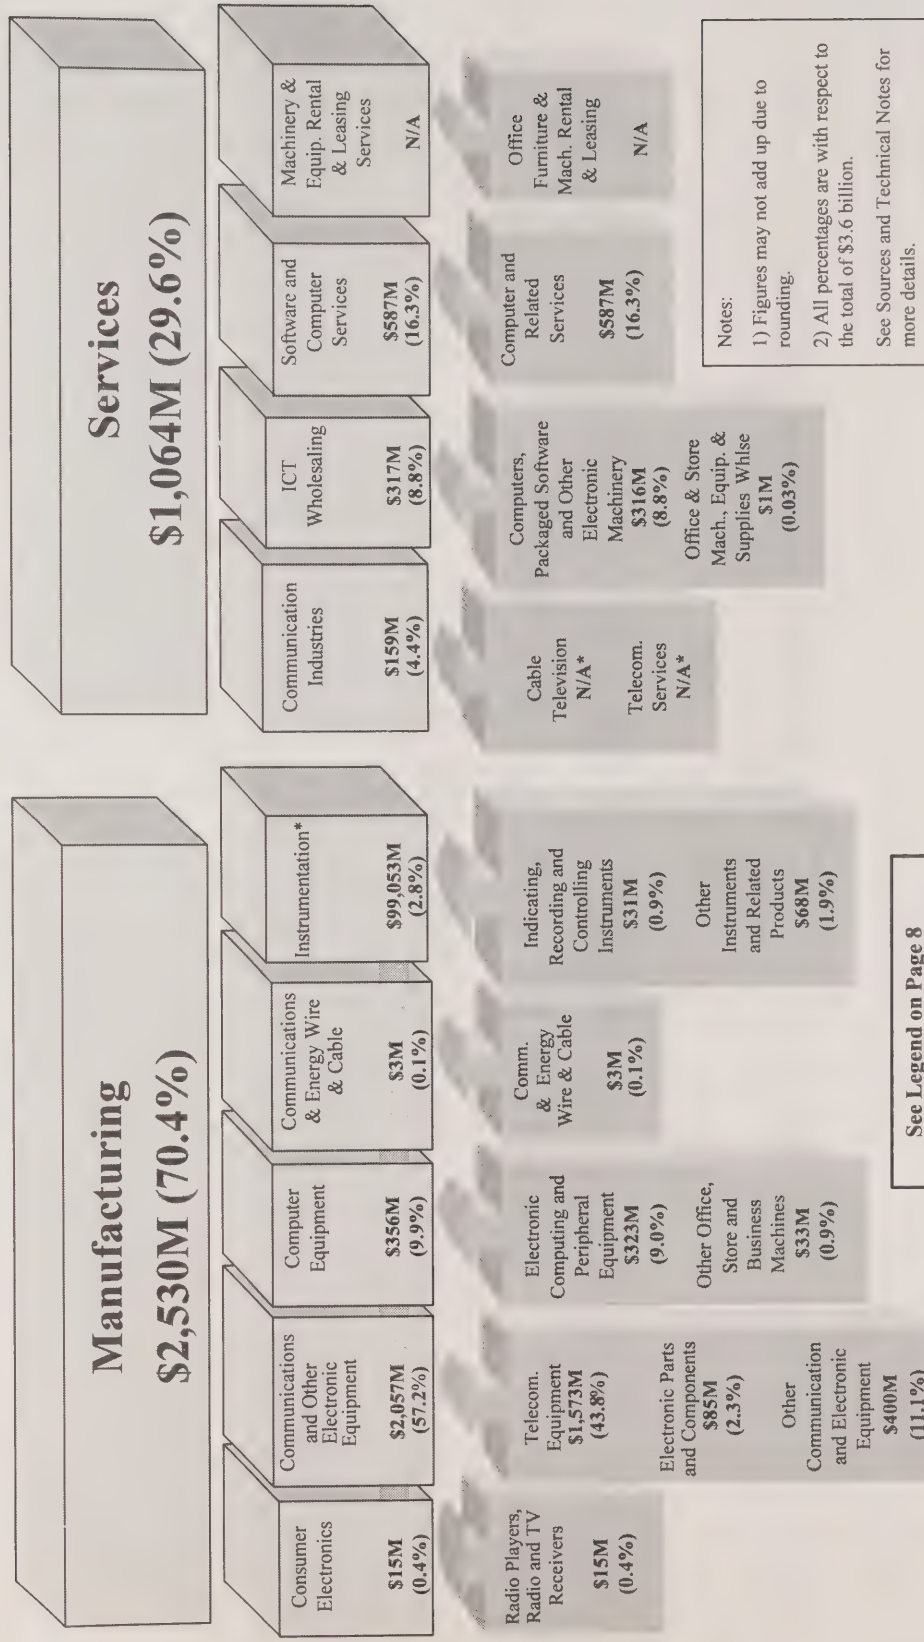 Manufacturing
$2,530M (70.4%)
Consumer
Electronics
$15M
(0.4%)
Communications
and Other
Electronic
Equipment
$2,057M
(57.2%)
Computer
Equipment
$356M
(9.9%)
Communications
& Energy Wire
& Cable
$3M
(0.1%)
Instrumentation*
$99,053M
(2.8%)
Radio Players,
Radio and TV
Receivers
$15M
(0.4%)
Telecom.
Equipment
$1,573M
(43.8%)
Electronic Parts
and Components
$85M
(2.3%)
Other
Communication
and Electronic
Equipment
$400M
(11.1%)
Electronic
Computing and
Peripheral
Equipment
$323M
(9.0%)
Other Office,
Store and
Business
Machines
$33M
(0.9%)
Comm.
& Energy
Wire & Cable
$3M
(0.1%)
Indicating,
Recording and
Controlling
Instruments
$31M
(0.9%)
Other
Instruments
and Related
Products
$68M
(1.9%)
See Legend on Page 8
Services
$1,064M (29.6%)
Communication
Industries
$159M
(4.4%)
ICT
Wholesaling
$317M
(8.8%)
Software and
Computer
Services
$587M
(16.3%)
Machinery &
Equip. Rental
& Leasing
Services
N/A
Cable
Television
N/A*
Telecom.
Services
N/A*
Computers,
Packaged Software
and Other
Electronic
Machinery
$316M
(8.8%)
Office & Store
Mach., Equip. &
Supplies Whlse
$1M
(0.03%)
Computer and
Related
Services
$587M
(16.3%)
Office
Furniture &
Mach. Rental
& Leasing
N/A
Notes:
1) Figures may not add up due to
rounding.
2) All percentages are with respect to
the total of $3.6 billion.
See Sources and Technical Notes for
more details.